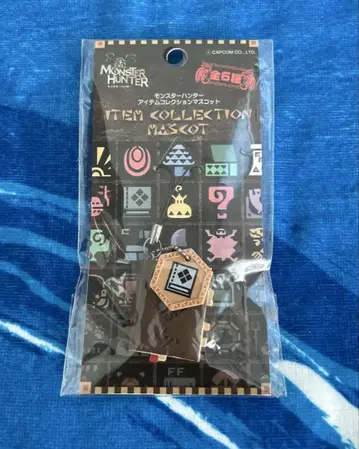 MONSTER HUNTER
© CAPCOM CO., LTD.
全6種
モンスターハンター
アイテムコレクションマスコット
ITEM COLLECTION
MASCOT
?